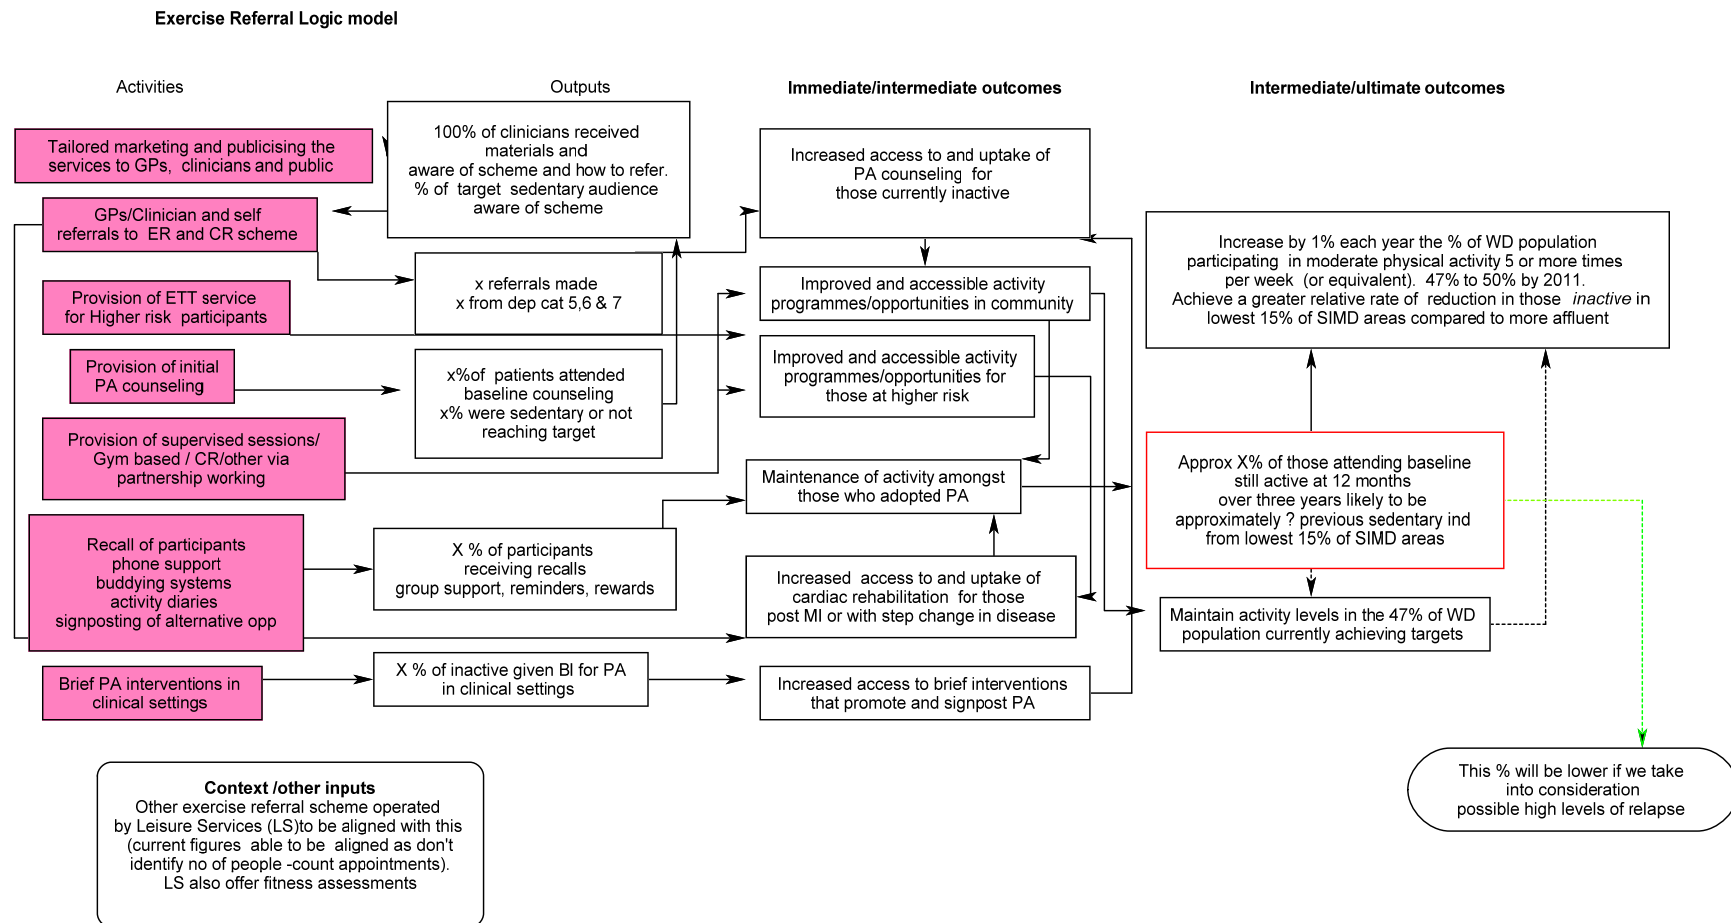 Exercise Referral Logic model
Activities
Outputs
Immediate/intermediate outcomes
Intermediate/ultimate outcomes
Tailored marketing and publicising the
services to GPs, clinicians and public
GPs/Clinician and self
referrals to ER and CR scheme
Provision of ETT service
for Higher risk participants
Provision of initial
PA counseling
Provision of supervised sessions/
Gym based / CR/other via
partnership working
Recall of participants
phone support
buddying systems
activity diaries
signposting of alternative opp
Brief PA interventions in
clinical settings
100% of clinicians received
materials and
aware of scheme and how to refer.
% of target sedentary audience
aware of scheme
x referrals made
x from dep cat 5,6 & 7
x%of patients attended
baseline counseling
x% were sedentary or not
reaching target
X % of participants
receiving recalls
group support, reminders, rewards
X % of inactive given BI for PA
in clinical settings
Increased access to and uptake of
PA counseling for
those currently inactive
Improved and accessible activity
programmes/opportunities in community
Improved and accessible activity
programmes/opportunities for
those at higher risk
Maintenance of activity amongst
those who adopted PA
Increased access to and uptake of
cardiac rehabilitation for those
post MI or with step change in disease
Increased access to brief interventions
that promote and signpost PA
Increase by 1% each year the % of WD population
participating in moderate physical activity 5 or more times
per week (or equivalent). 47% to 50% by 2011.
Achieve a greater relative rate of reduction in those inactive in
lowest 15% of SIMD areas compared to more affluent
Approx X% of those attending baseline
still active at 12 months
over three years likely to be
approximately ? previous sedentary ind
from lowest 15% of SIMD areas
Maintain activity levels in the 47% of WD
population currently achieving targets
This % will be lower if we take
into consideration
possible high levels of relapse
Context /other inputs
Other exercise referral scheme operated
by Leisure Services (LS)to be aligned with this
(current figures able to be aligned as don't
identify no of people -count appointments).
LS also offer fitness assessments